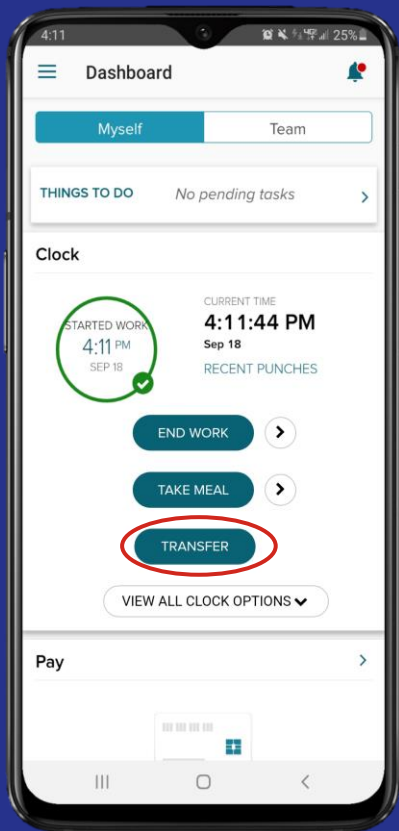 4:11
25%
Dashboard
Myself
Team
THINGS TO DO
No pending tasks
Clock
STARTED WORK
4:11 PM
SEP 18
CURRENT TIME
4:11:44 PM
Sep 18
RECENT PUNCHES
END WORK
TAKE MEAL
TRANSFER
VIEW ALL CLOCK OPTIONS
Pay